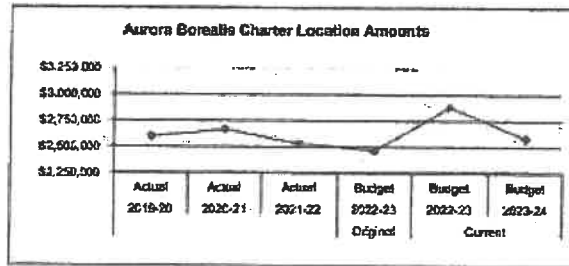 Aurora Borealis Charter Location Amounts
$3,250,000
$3,000,000
$2,750,000
$2,500,000
$2,250,000
Actual Actual Actual Budget Budget Budget
2019-20 2020-21 2021-22 2022-23 2022-23 2023-24
Original Current